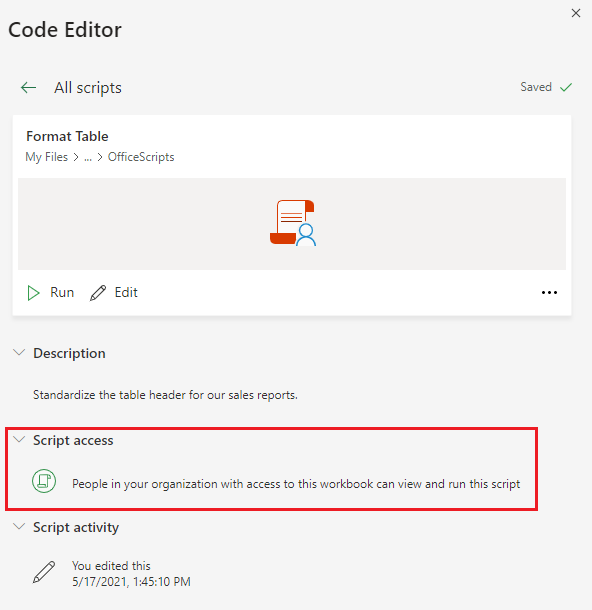 Code Editor
All scripts
Saved
Format Table
My Files > ... > OfficeScripts
Run
Edit
...
Description
Standardize the table header for our sales reports.
Script access
People in your organization with access to this workbook can view and run this script
Script activity
You edited this
5/17/2021, 1:45:10 PM